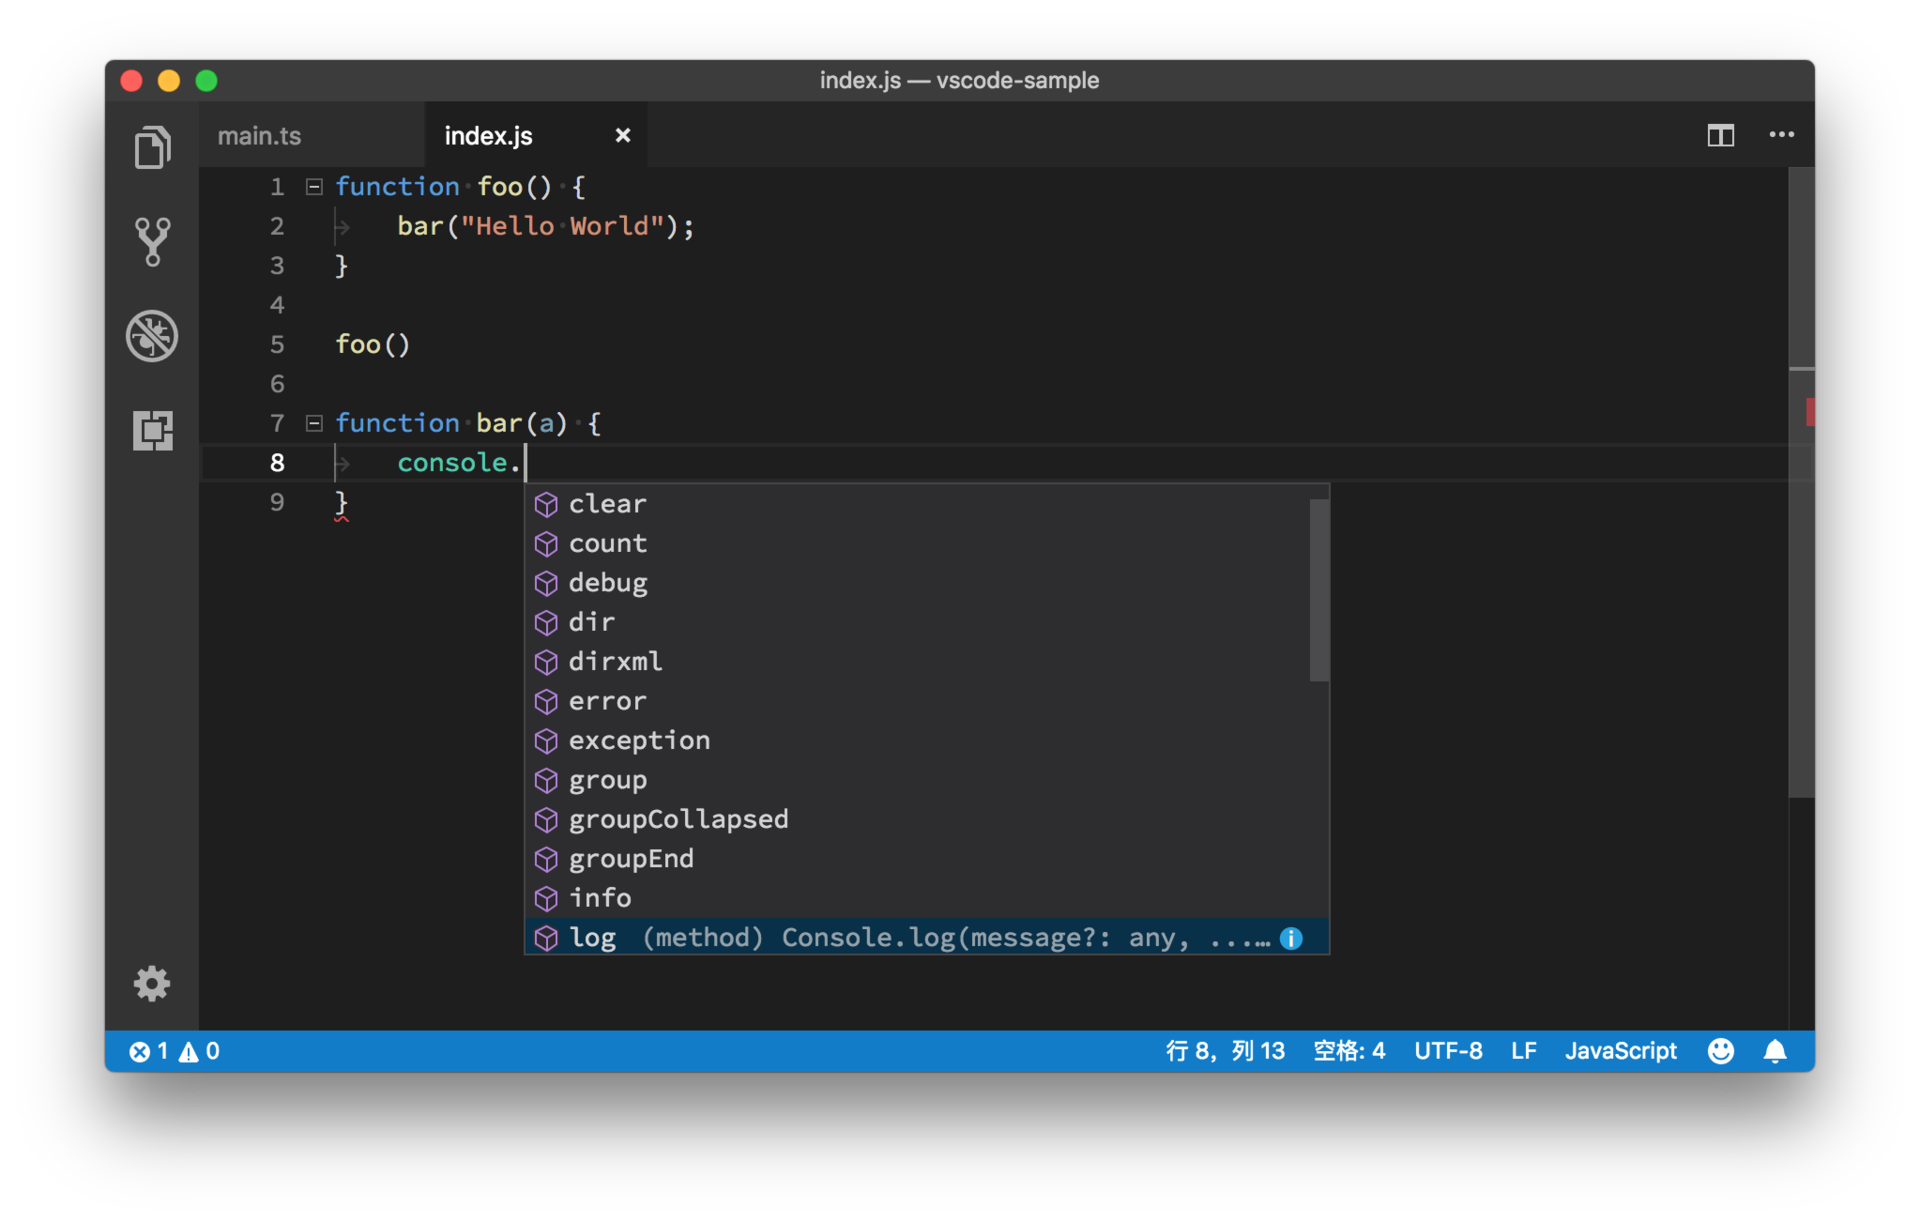 index.js — vscode-sample
main.ts
index.js
1 function foo() {
2 bar("Hello World");
3 }
4
5 foo()
6
7 function bar(a) {
8 console.
9 }
clear
count
debug
dir
dirxml
error
exception
group
groupCollapsed
groupEnd
info
log (method) Console.log(message?: any, ...…
1 0 行 8，列 13 空格: 4 UTF-8 LF JavaScript